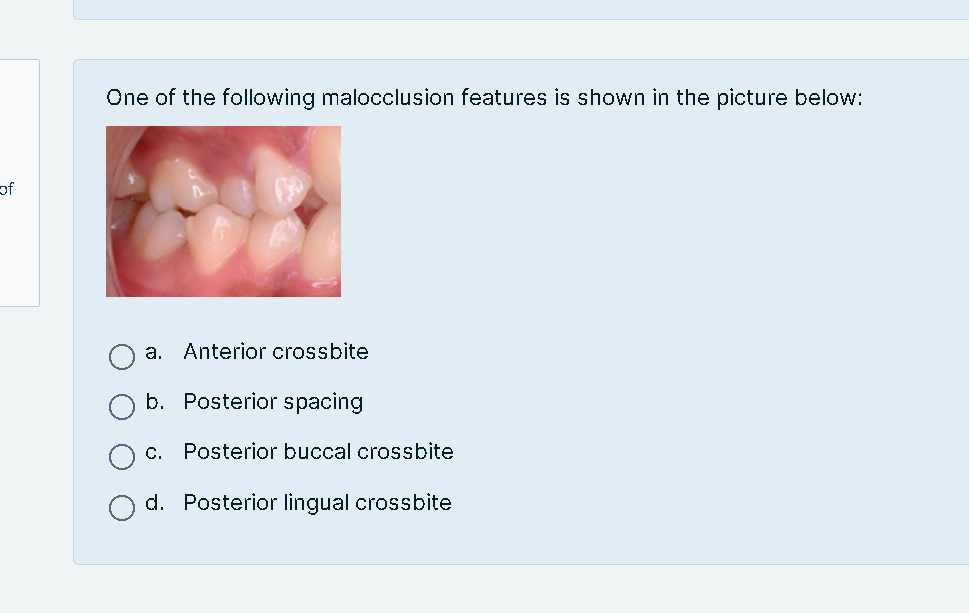 One of the following malocclusion features is shown in the picture below:
of
a. Anterior crossbite
b. Posterior spacing
c. Posterior buccal crossbite
d. Posterior lingual crossbite